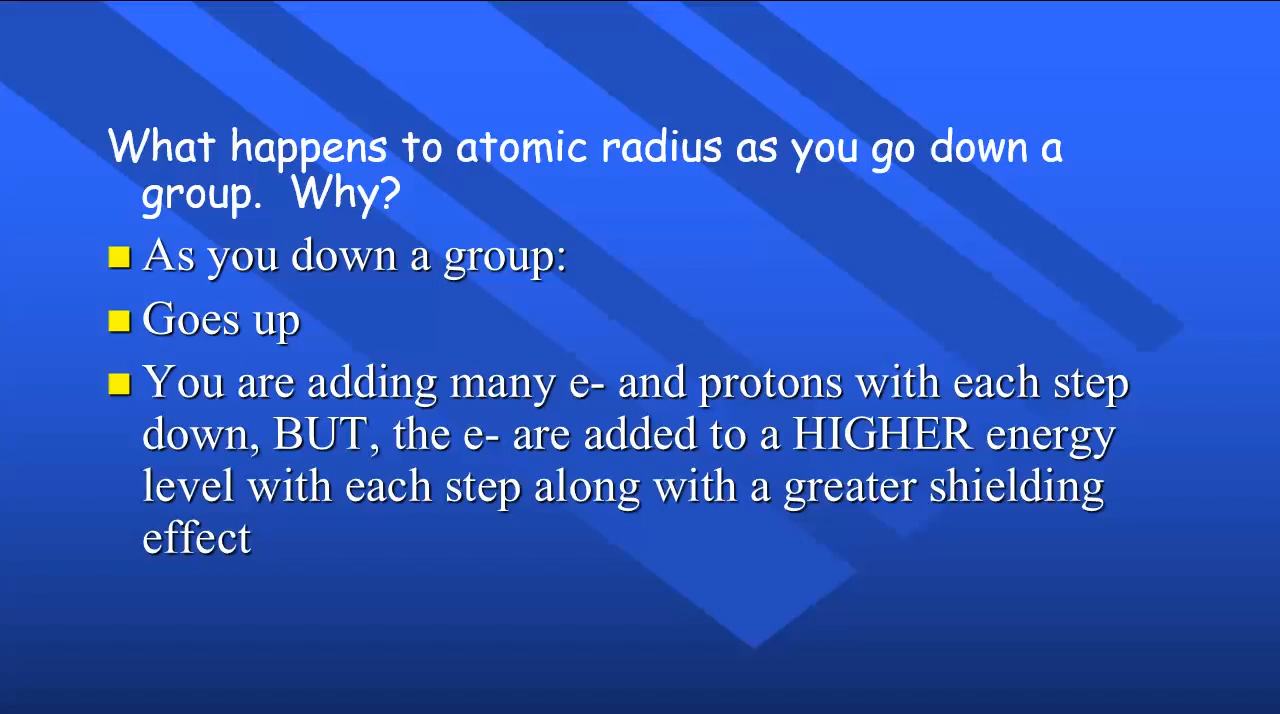 What happens to atomic radius as you go down a
group.  Why?
As you down a group:
Goes up
You are adding many e- and protons with each step
down, BUT, the e- are added to a HIGHER energy
level with each step along with a greater shielding
effect